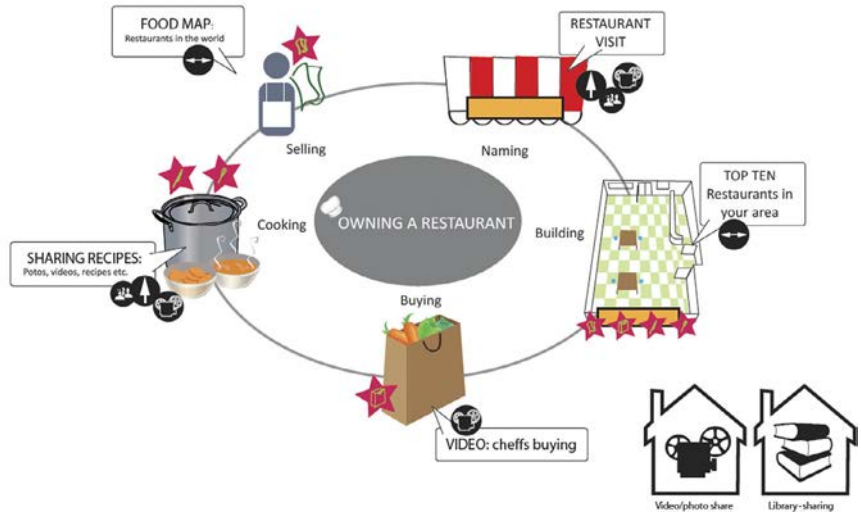 FOOD MAP:
Restaurants in the world
RESTAURANT
VISIT
Selling
Naming
TOP TEN
Restaurants in
your area
Cooking
OWNING A RESTAURANT
Building
SHARING RECIPES:
Potos, videos, recipes etc.
Buying
VIDEO: cheffs buying
Video/photo share
Library-sharing